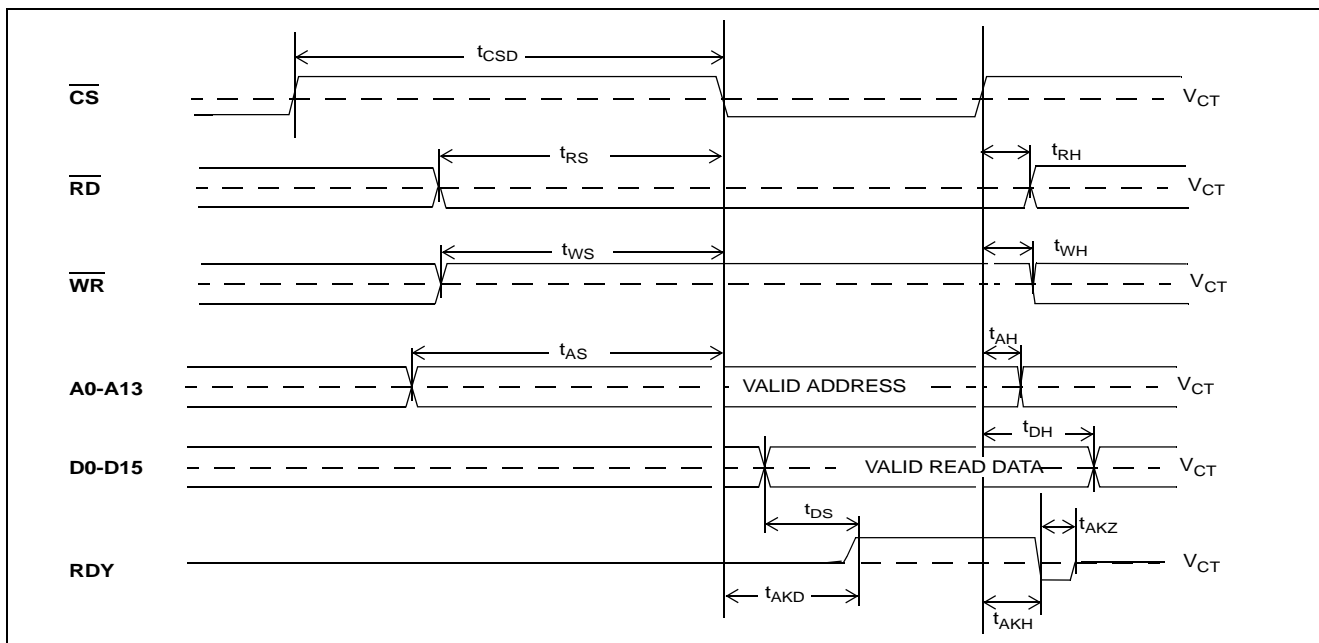 tCSD
CS VCT
tRS tRH
RD VCT
tWS tWH
WR VCT
tAS tAH
A0-A13 VALID ADDRESS VCT
tDH
D0-D15 VALID READ DATA VCT
tDS tAKZ
RDY VCT
tAKD tAKH